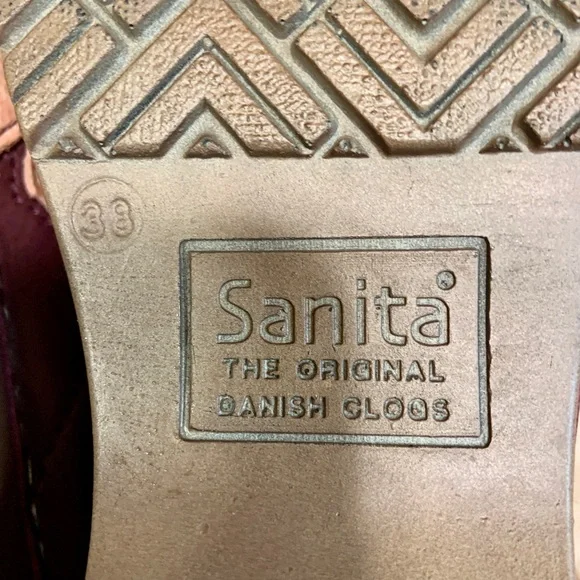 38
Sanita®
THE ORIGINAL
DANISH CLOGS